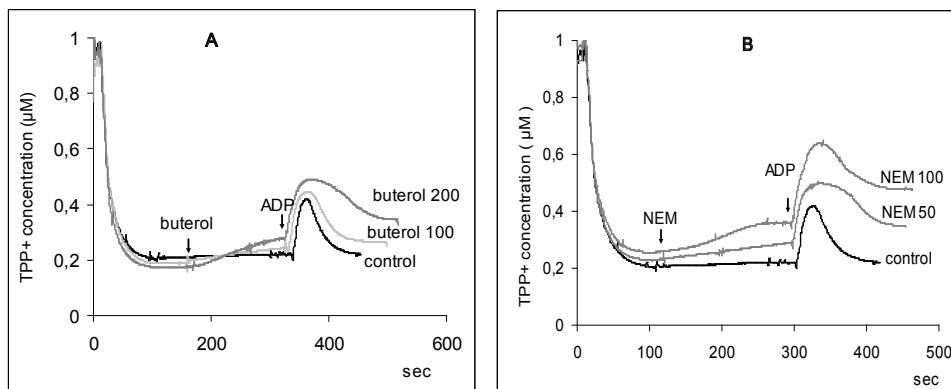 A
TPP+ concentration (µM)
1
0,8
0,6
0,4
0,2
0
0 200 400 600
sec
buterol
ADP
buterol 200
buterol 100
control
B
TPP+ concentration ( µM )
1
0,8
0,6
0,4
0,2
0
0 100 200 300 400 500
sec
NEM
ADP
NEM 100
NEM 50
control